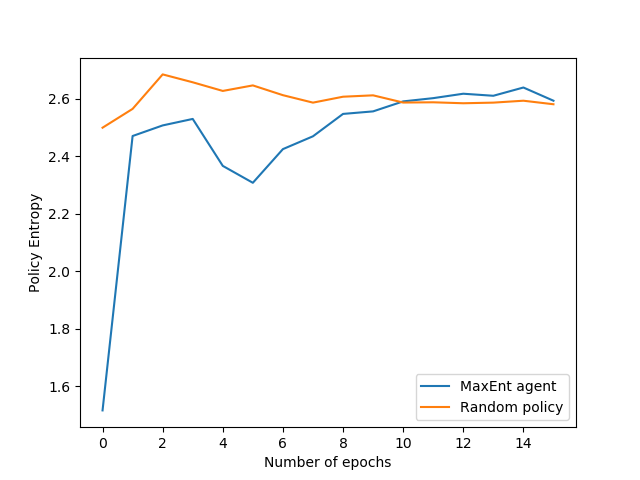 2.6
2.4
2.2
2.0
1.8
1.6
Policy Entropy
MaxEnt agent
Random policy
0 2 4 6 8 10 12 14
Number of epochs